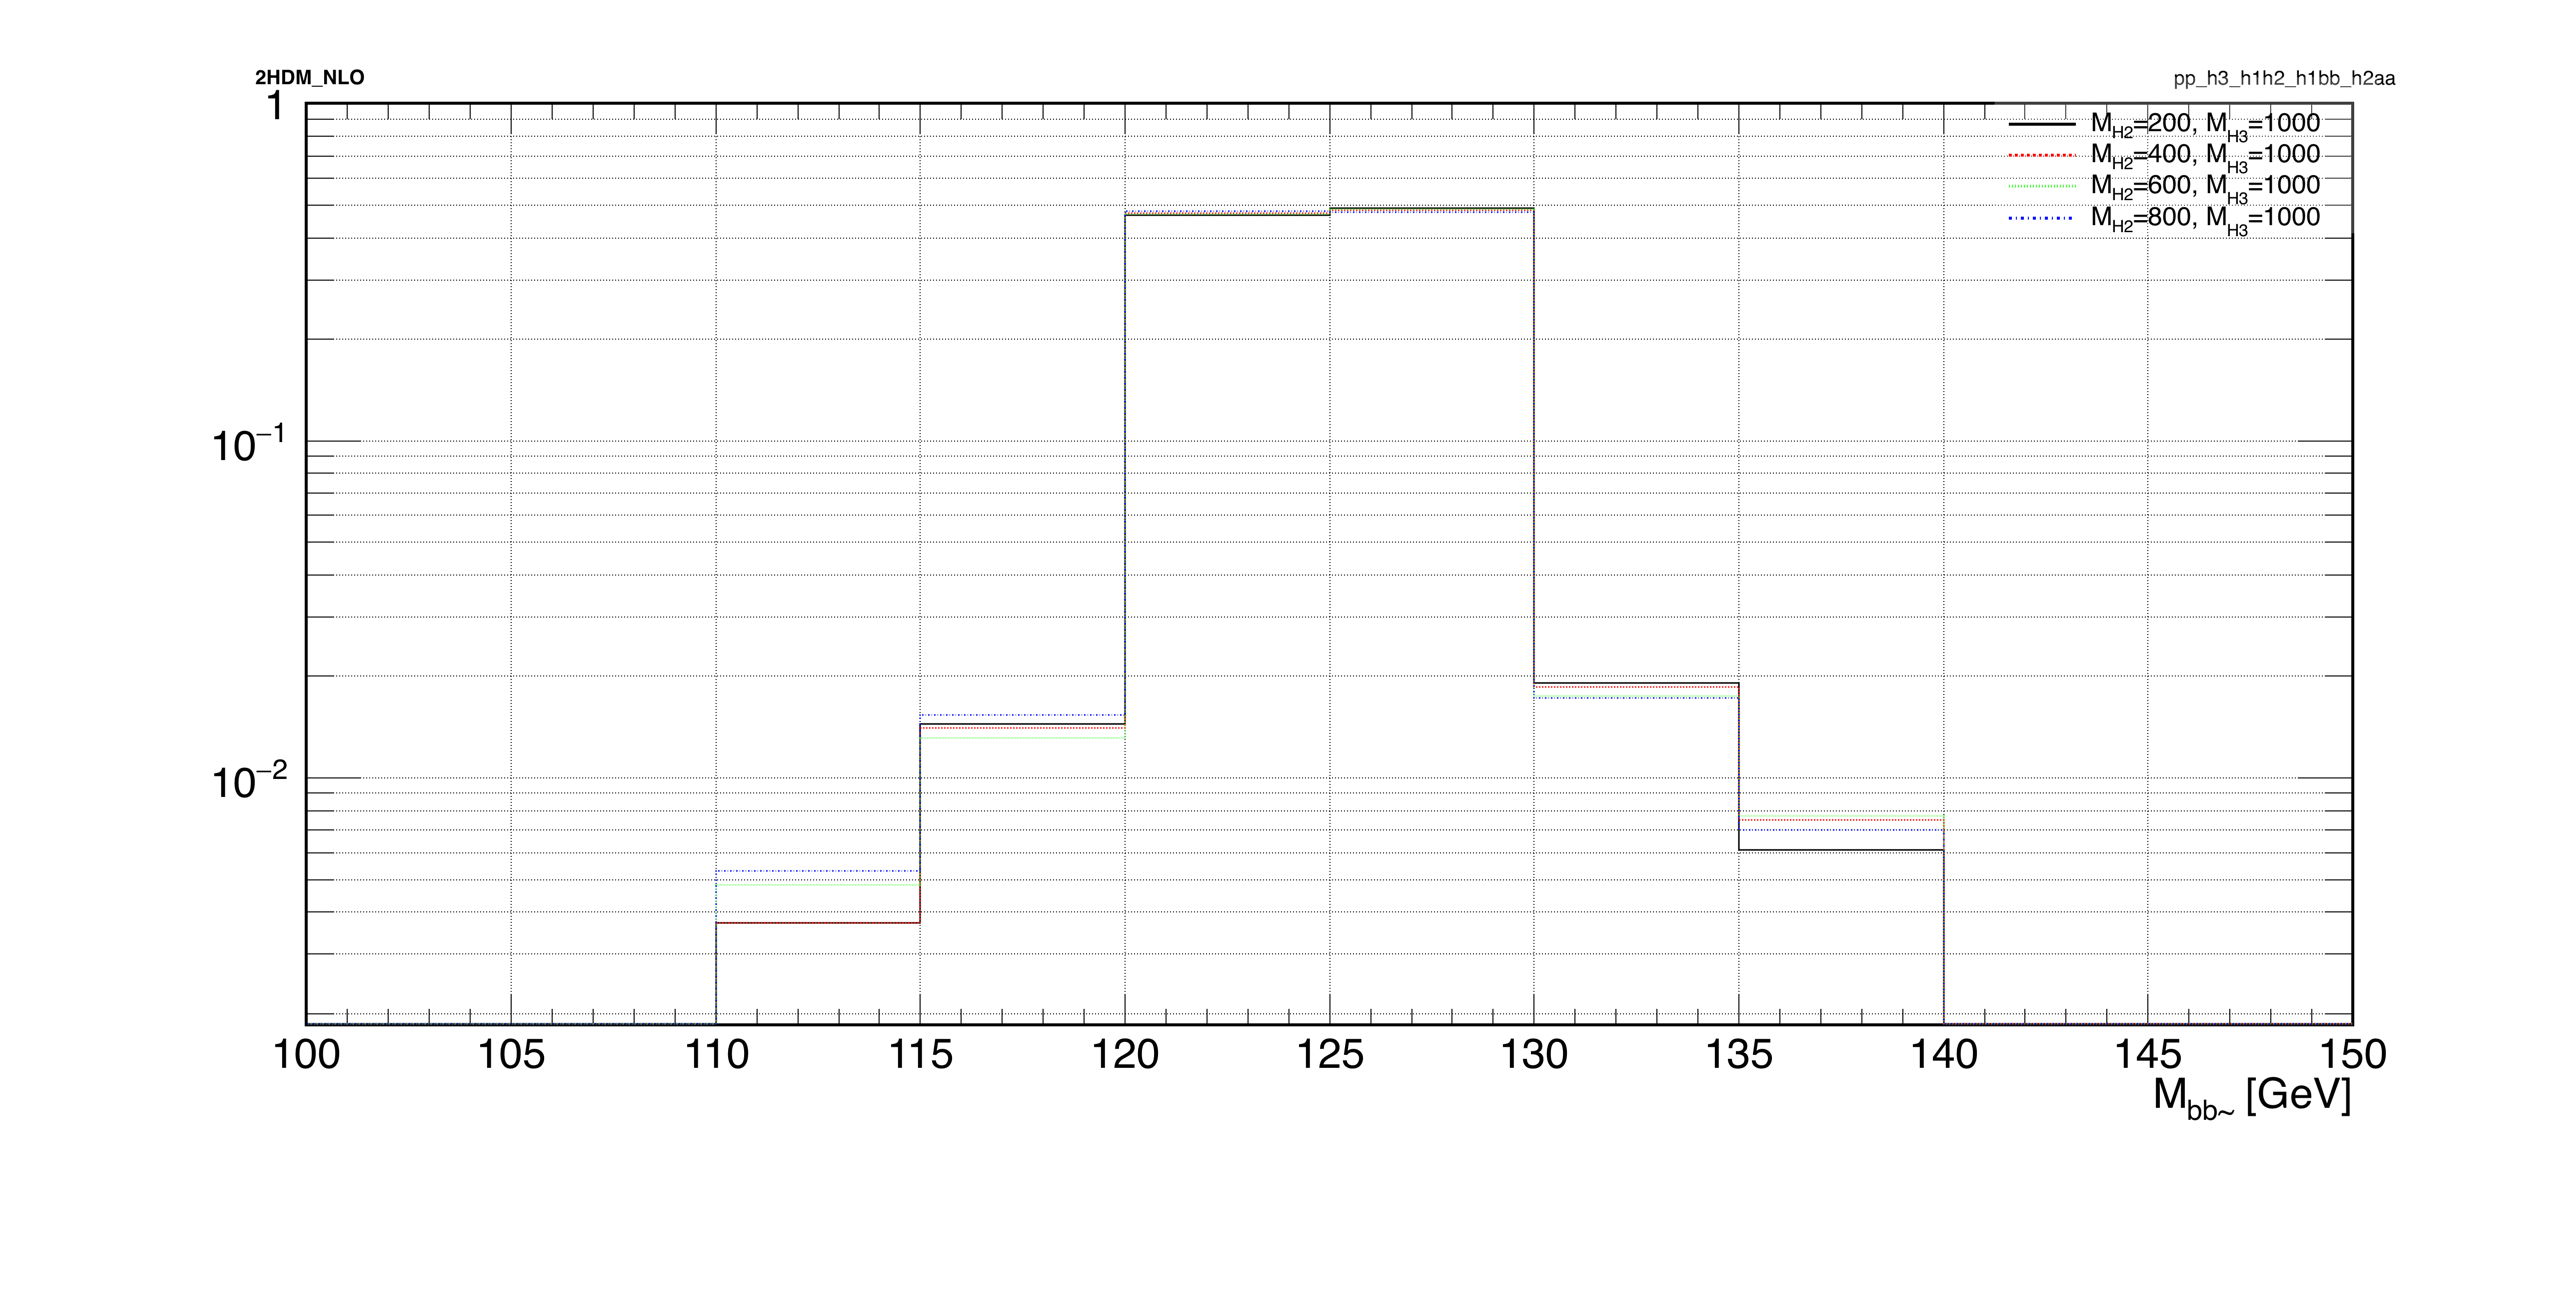 2HDM_NLO
pp_h3_h1h2_h1bb_h2aa
1
M_H2=200, M_H3=1000
M_H2=400, M_H3=1000
M_H2=600, M_H3=1000
M_H2=800, M_H3=1000
10^−1
10^−2
100 105 110 115 120 125 130 135 140 145 150
M_bb~ [GeV]